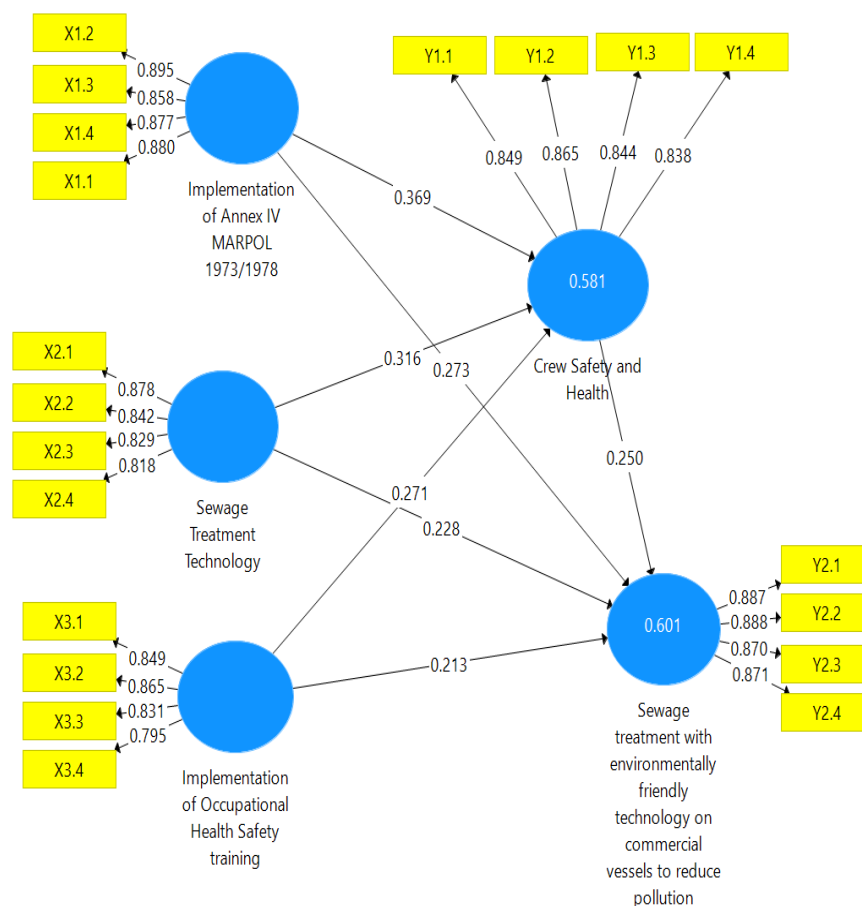 X1.2
X1.3
X1.4
X1.1
0.895
0.858
0.877
0.880
Implementation
of Annex IV
MARPOL
1973/1978
Y1.1
Y1.2
Y1.3
Y1.4
0.849
0.865
0.844
0.838
0.369
0.581
Crew Safety and
Health
0.316
0.273
0.250
X2.1
X2.2
X2.3
X2.4
0.878
0.842
0.829
0.818
Sewage
Treatment
Technology
0.271
0.228
0.213
X3.1
X3.2
X3.3
X3.4
0.849
0.865
0.831
0.795
Implementation
of Occupational
Health Safety
training
0.601
0.887
0.888
0.870
0.871
Y2.1
Y2.2
Y2.3
Y2.4
Sewage
treatment with
environmentally
friendly
technology on
commercial
vessels to reduce
pollution